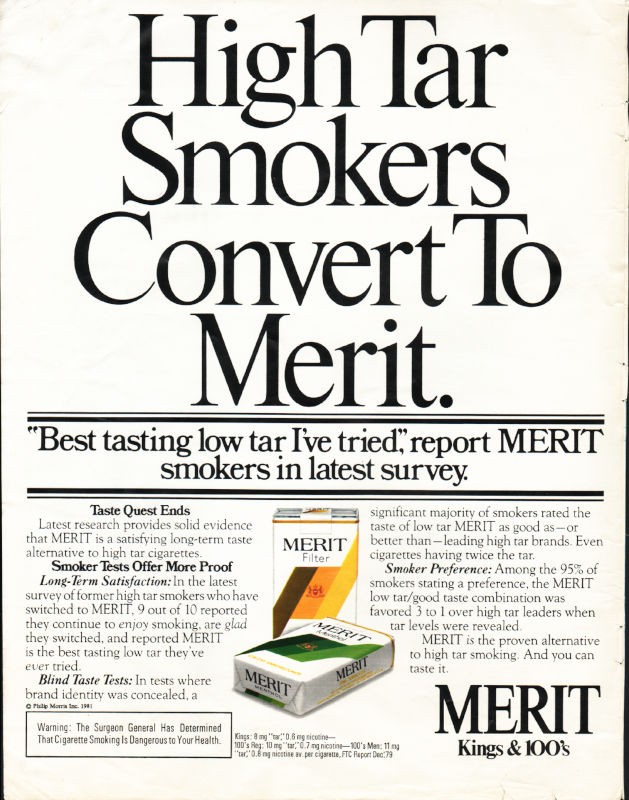 High Tar
Smokers
Convert To
Merit.
"Best tasting low tar I've tried," report MERIT
smokers in latest survey.
Taste Quest Ends
Latest research provides solid evidence
that MERIT is a satisfying long-term taste
alternative to high tar cigarettes.
Smoker Tests Offer More Proof
Long-Term Satisfaction: In the latest
survey of former high tar smokers who have
switched to MERIT, 9 out of 10 reported
they continue to enjoy smoking, are glad
they switched, and reported MERIT
is the best tasting low tar they've
ever tried.
Blind Taste Tests: In tests where
brand identity was concealed, a
© Philip Morris Inc. 1981
significant majority of smokers rated the
taste of low tar MERIT as good as—or
better than—leading high tar brands. Even
cigarettes having twice the tar.
Smoker Preference: Among the 95% of
smokers stating a preference, the MERIT
low tar/good taste combination was
favored 3 to 1 over high tar leaders when
tar levels were revealed.
MERIT is the proven alternative
to high tar smoking. And you can
taste it.
MERIT
Filter
MERIT
Menthol
MERIT
MENTHOL
MERIT
MERIT
Kings & 100's
Warning: The Surgeon General Has Determined
That Cigarette Smoking Is Dangerous to Your Health.
Kings: 8 mg "tar," 0.6 mg nicotine—
100's Reg: 10 mg "tar," 0.7 mg nicotine—100's Men: 11 mg
"tar," 0.8 mg nicotine av. per cigarette, FTC Report Dec.'79